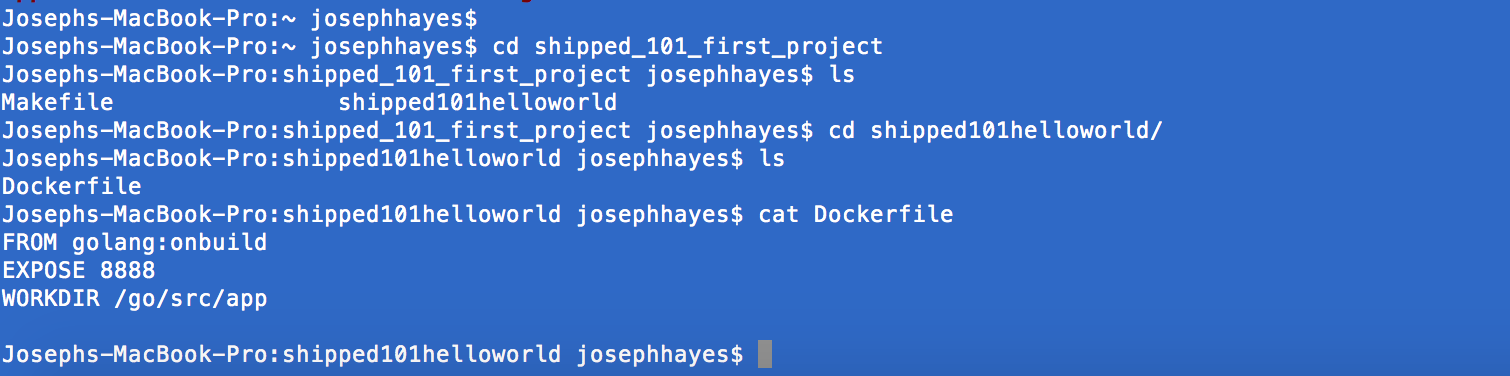 Josephs-MacBook-Pro:~ josephhayes$
Josephs-MacBook-Pro:~ josephhayes$ cd shipped_101_first_project
Josephs-MacBook-Pro:shipped_101_first_project josephhayes$ ls
Makefile                shipped101helloworld
Josephs-MacBook-Pro:shipped_101_first_project josephhayes$ cd shipped101helloworld/
Josephs-MacBook-Pro:shipped101helloworld josephhayes$ ls
Dockerfile
Josephs-MacBook-Pro:shipped101helloworld josephhayes$ cat Dockerfile
FROM golang:onbuild
EXPOSE 8888
WORKDIR /go/src/app
Josephs-MacBook-Pro:shipped101helloworld josephhayes$